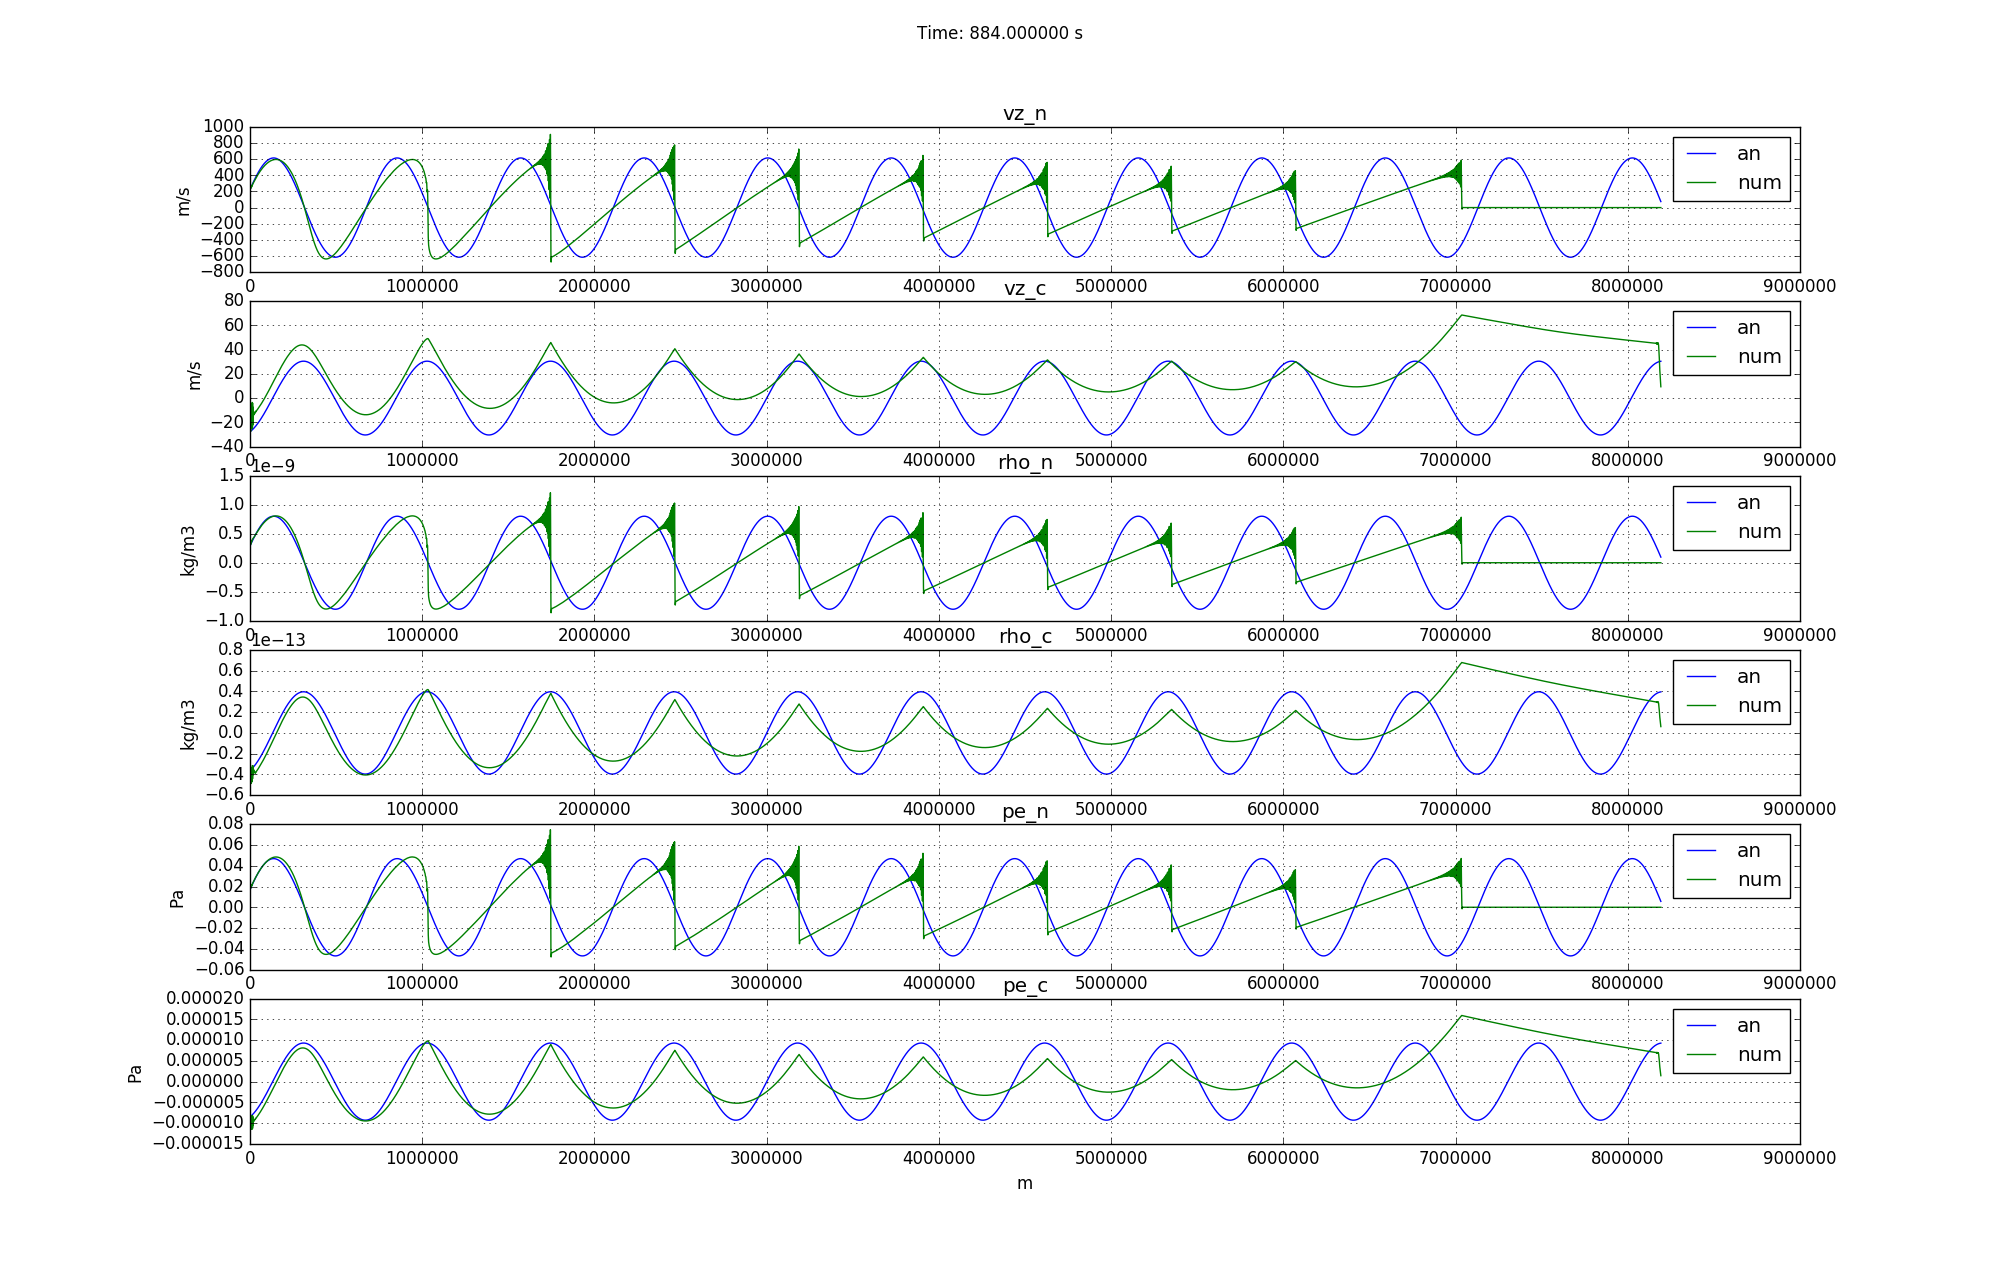 Time: 884.000000 s
vz_n
1000
800
600
400
200
0
−200
−400
−600
−800
m/s
an
num
0 1000000 2000000 3000000 4000000 5000000 6000000 7000000 8000000 9000000
vz_c
80
60
40
20
0
−20
−40
m/s
an
num
0 1000000 2000000 3000000 4000000 5000000 6000000 7000000 8000000 9000000
1e−9
rho_n
1.5
1.0
0.5
0.0
−0.5
−1.0
kg/m3
an
num
0 1000000 2000000 3000000 4000000 5000000 6000000 7000000 8000000 9000000
1e−13
rho_c
0.8
0.6
0.4
0.2
0.0
−0.2
−0.4
−0.6
kg/m3
an
num
0 1000000 2000000 3000000 4000000 5000000 6000000 7000000 8000000 9000000
pe_n
0.08
0.06
0.04
0.02
0.00
−0.02
−0.04
−0.06
Pa
an
num
0 1000000 2000000 3000000 4000000 5000000 6000000 7000000 8000000 9000000
pe_c
0.000020
0.000015
0.000010
0.000005
0.000000
−0.000005
−0.000010
−0.000015
Pa
an
num
0 1000000 2000000 3000000 4000000 5000000 6000000 7000000 8000000 9000000
m